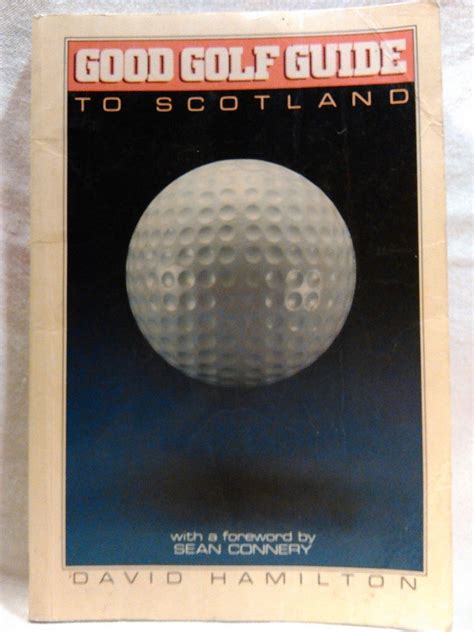 GOOD GOLF GUIDE
TO SCOTLAND
with a foreword by
SEAN CONNERY
DAVID HAMILTON